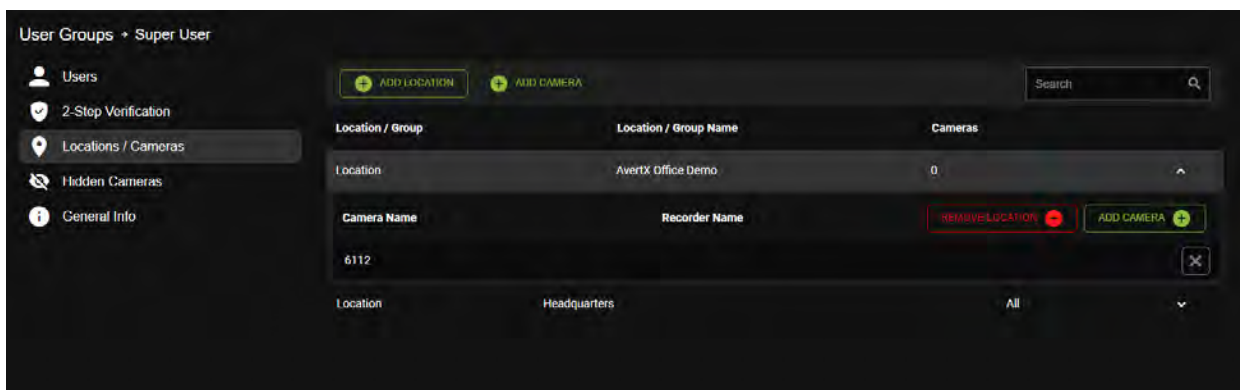 User Groups → Super User
Users
2-Step Verification
Locations / Cameras
Hidden Cameras
General Info
ADD LOCATION ADD CAMERA Search
Location / Group Location / Group Name Cameras
Location AvertX Office Demo 0
Camera Name Recorder Name REMOVE LOCATION ADD CAMERA
6112
Location Headquarters All